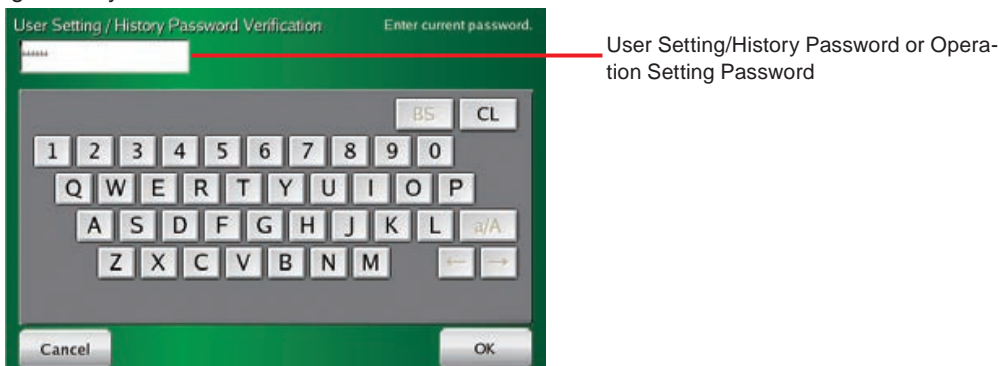 User Setting / History Password Verification Enter current password.
******
User Setting/History Password or Opera-
tion Setting Password
BS CL
1 2 3 4 5 6 7 8 9 0
Q W E R T Y U I O P
A S D F G H J K L a/A
Z X C V B N M ← →
Cancel OK